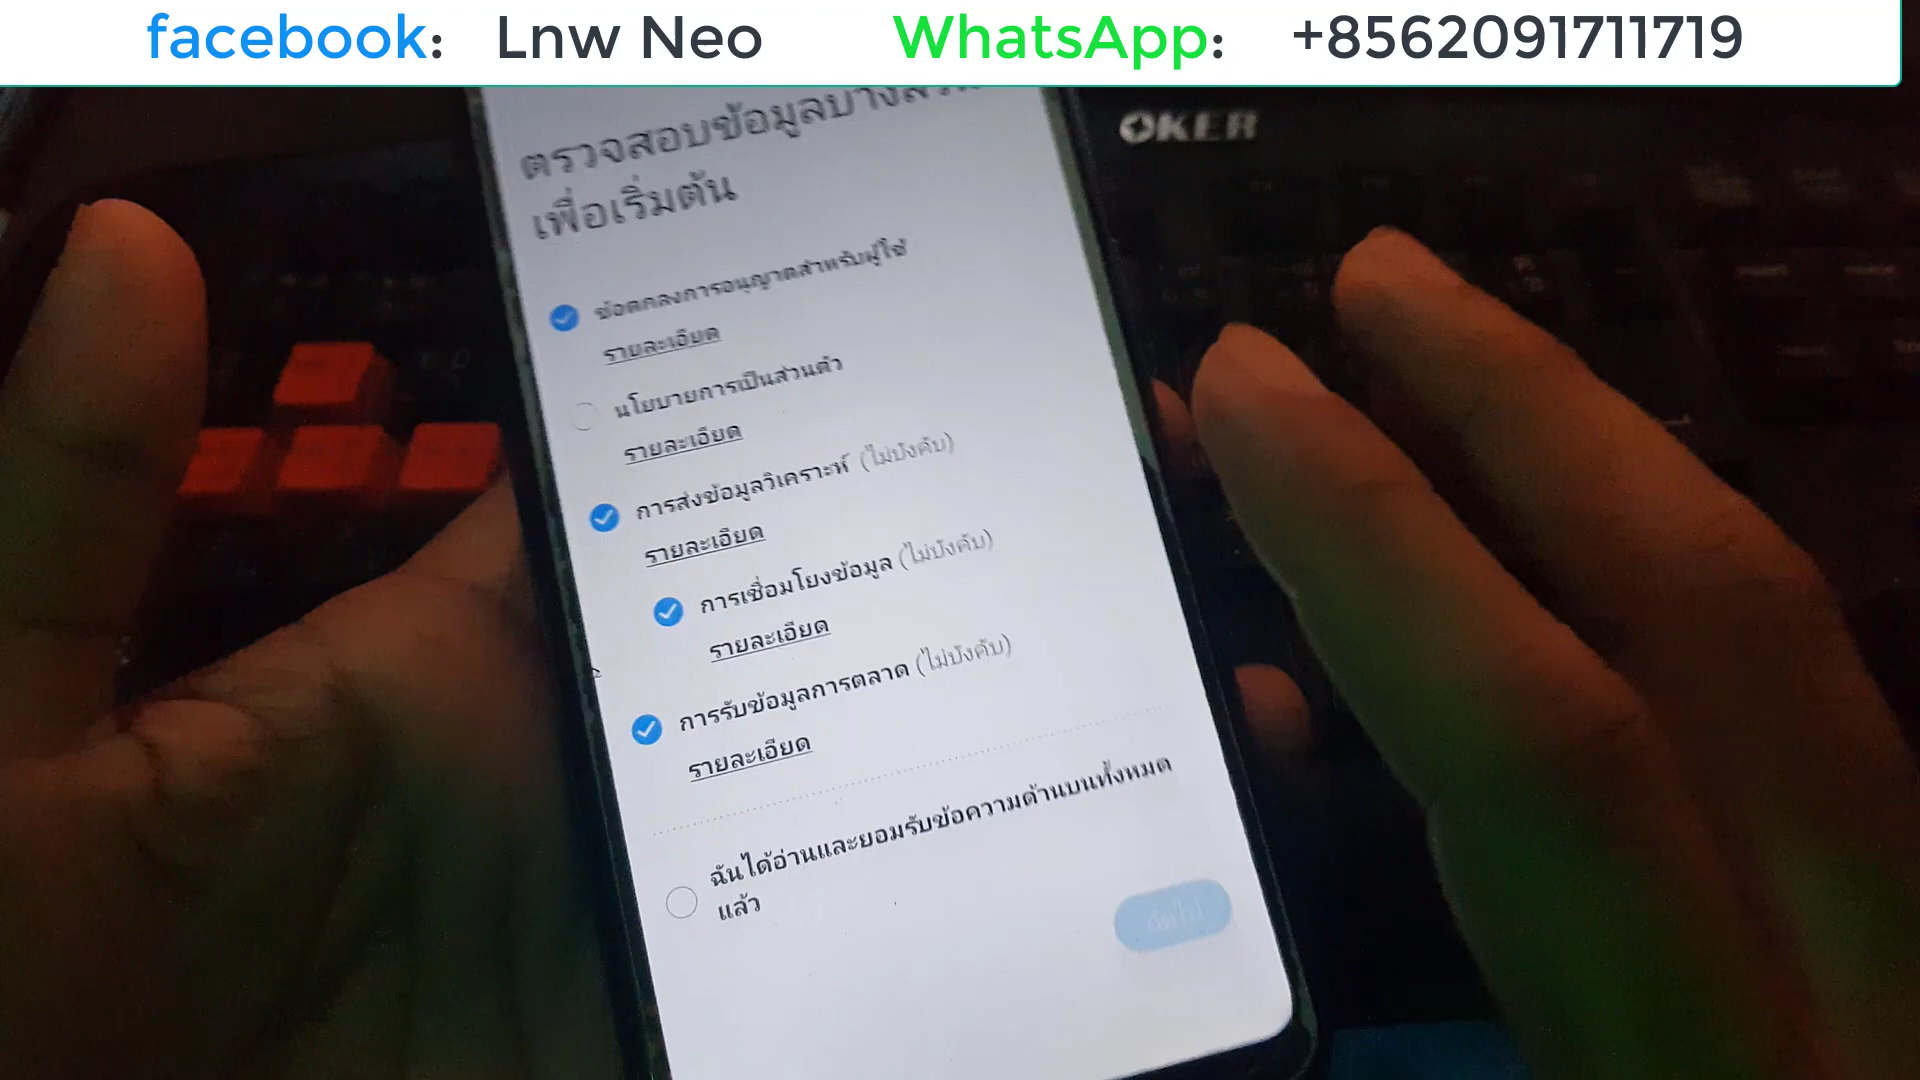 facebook: Lnw Neo WhatsApp: +8562091711719
OKER
ตรวจสอบข้อมูลบางส่วน
เพื่อเริ่มต้น
ข้อตกลงการอนุญาตสำหรับผู้ใช้
รายละเอียด
นโยบายการเป็นส่วนตัว
รายละเอียด
การส่งข้อมูลวิเคราะห์ (ไม่บังคับ)
รายละเอียด
การเชื่อมโยงข้อมูล (ไม่บังคับ)
รายละเอียด
การรับข้อมูลการตลาด (ไม่บังคับ)
รายละเอียด
ฉันได้อ่านและยอมรับข้อความด้านบนทั้งหมด
แล้ว
ถัดไป